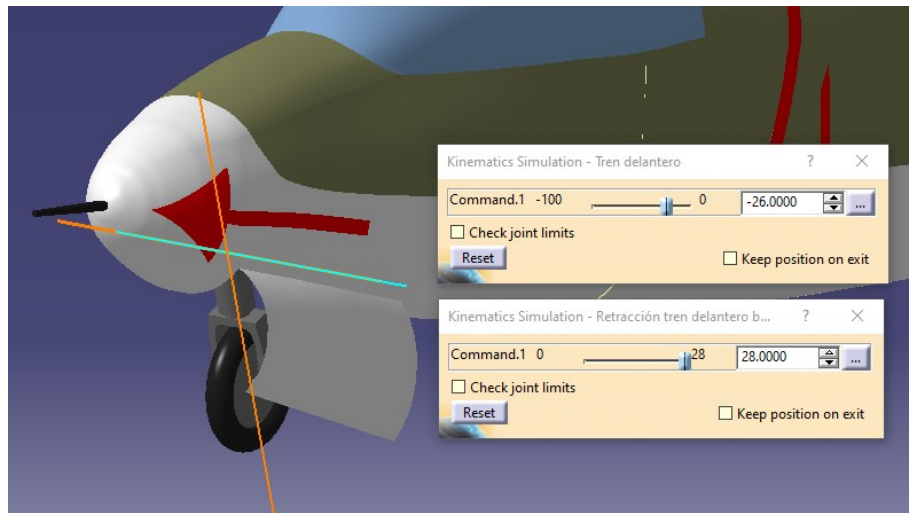 Kinematics Simulation - Tren delantero ? ×
Command.1 -100 0 -26.0000 ...
Check joint limits
Reset Keep position on exit
Kinematics Simulation - Retracción tren delantero b... ? ×
Command.1 0 28 28.0000 ...
Check joint limits
Reset Keep position on exit